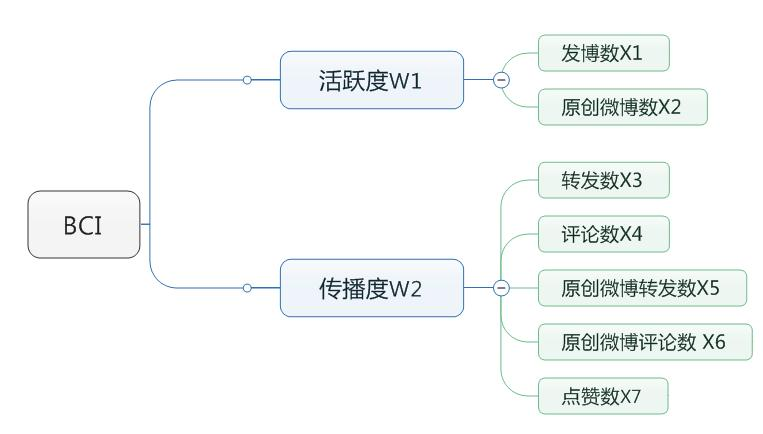 BCI
活跃度W1
发博数X1
原创微博数X2
传播度W2
转发数X3
评论数X4
原创微博转发数X5
原创微博评论数 X6
点赞数X7